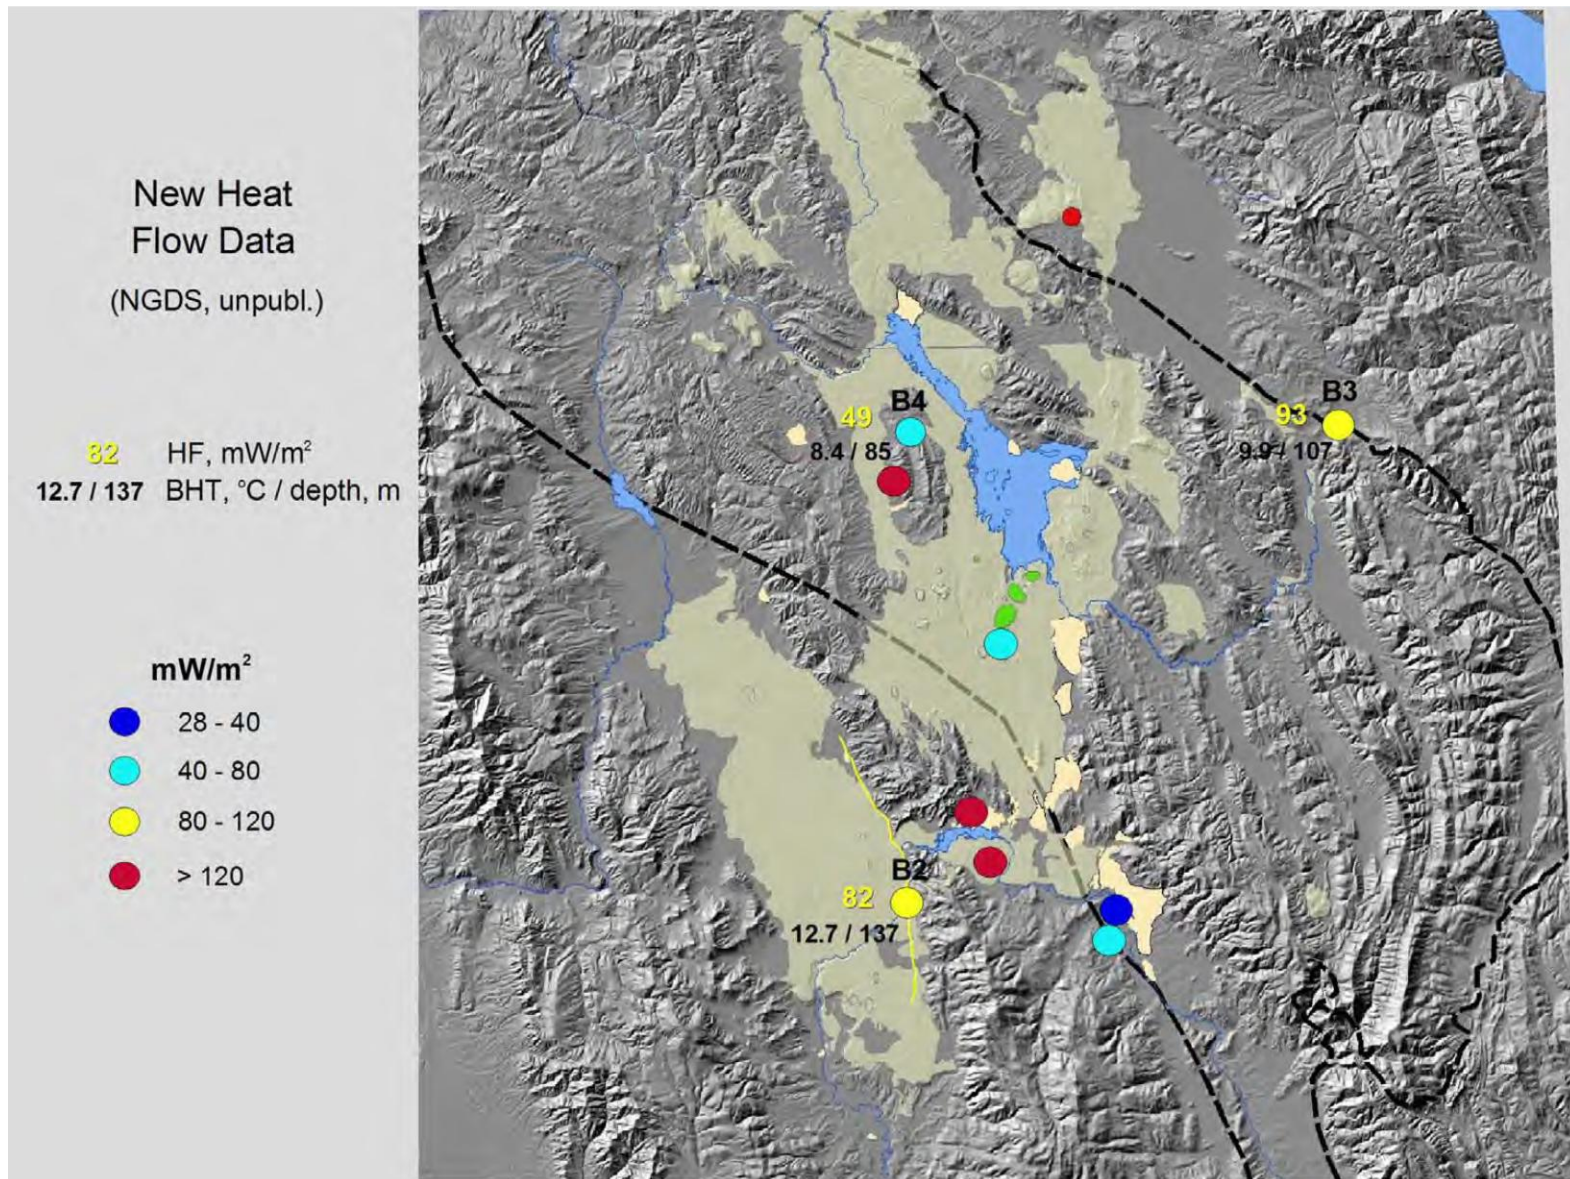 New Heat
Flow Data
(NGDS, unpubl.)
82 HF, mW/m²
12.7 / 137 BHT, °C / depth, m
mW/m²
28 - 40
40 - 80
80 - 120
> 120
B4
49
8.4 / 85
B3
93
9.9 / 107
B2
82
12.7 / 137